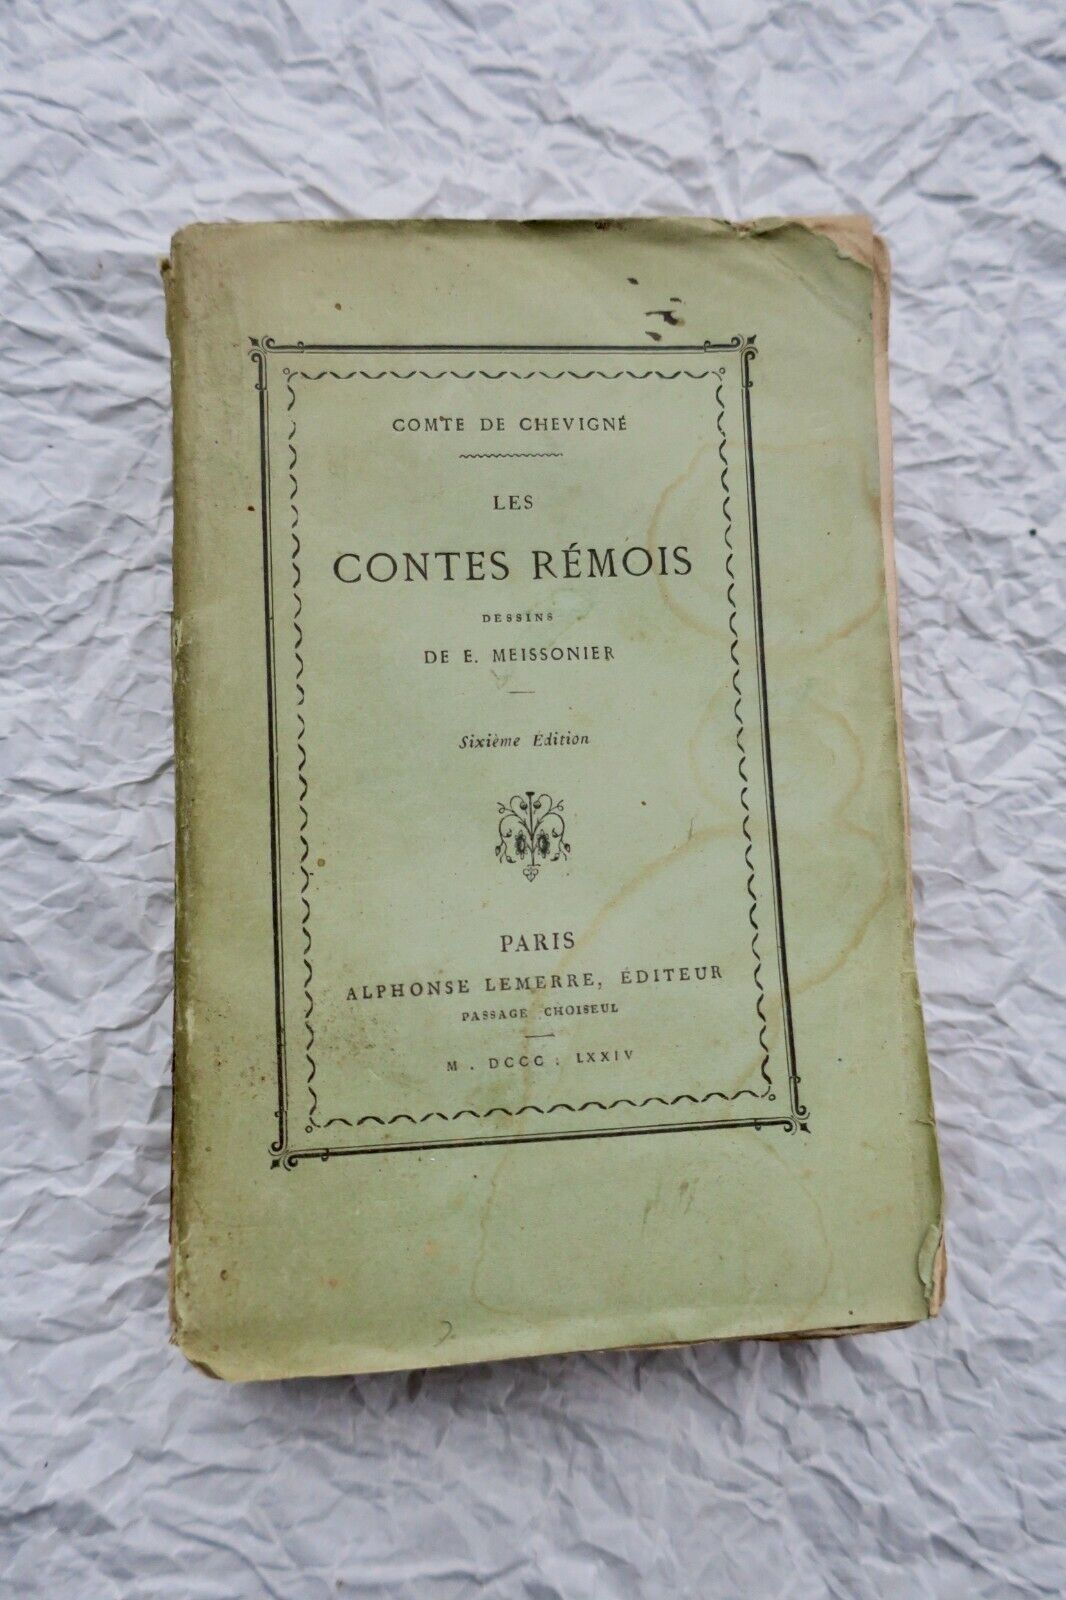 COMTE DE CHEVIGNÉ
LES
CONTES RÉMOIS
DESSINS
DE E. MEISSONIER
Sixième Édition
PARIS
ALPHONSE LEMERRE, ÉDITEUR
PASSAGE CHOISEUL
M . DCCC . LXXIV